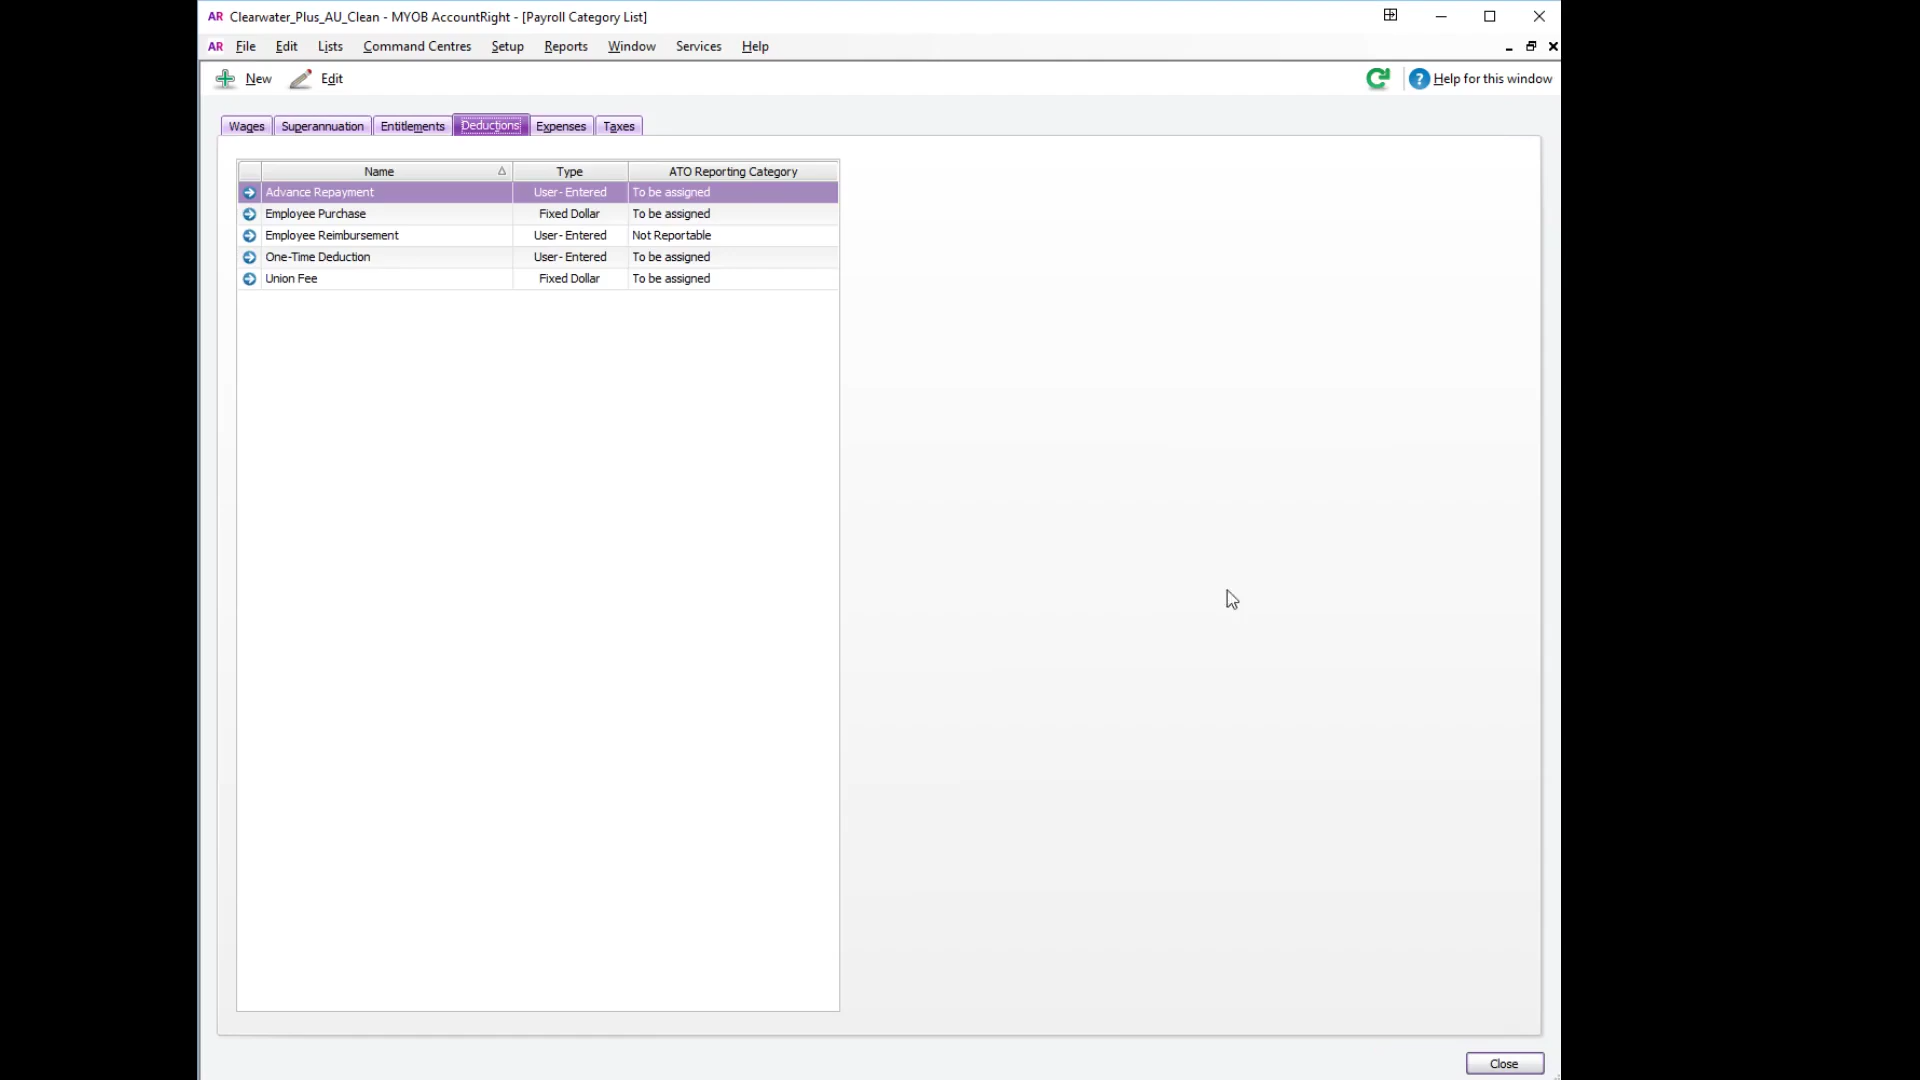 AR Clearwater_Plus_AU_Clean - MYOB AccountRight - [Payroll Category List]
AR File Edit Lists Command Centres Setup Reports Window Services Help
New Edit ? Help for this window
Wages Superannuation Entitlements Deductions Expenses Taxes
Name Type ATO Reporting Category
Advance Repayment User-Entered To be assigned
Employee Purchase Fixed Dollar To be assigned
Employee Reimbursement User-Entered Not Reportable
One-Time Deduction User-Entered To be assigned
Union Fee Fixed Dollar To be assigned
Close